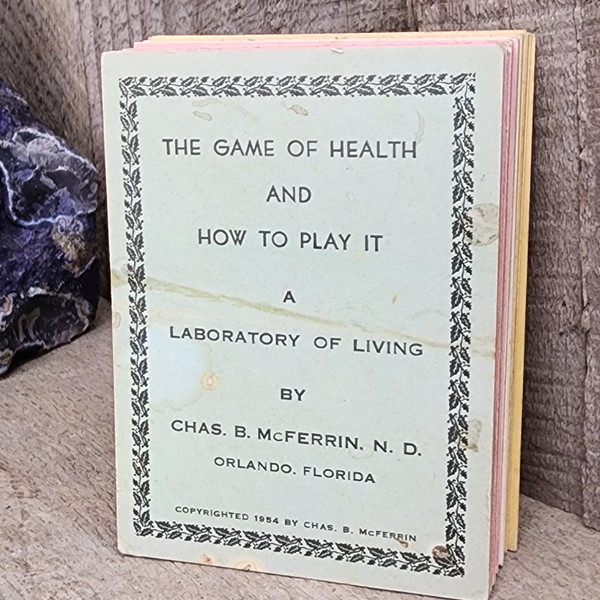 THE GAME OF HEALTH
AND
HOW TO PLAY IT
A
LABORATORY OF LIVING
BY
CHAS. B. McFERRIN, N. D.
ORLANDO, FLORIDA
COPYRIGHTED 1954 BY CHAS. B. McFERRIN